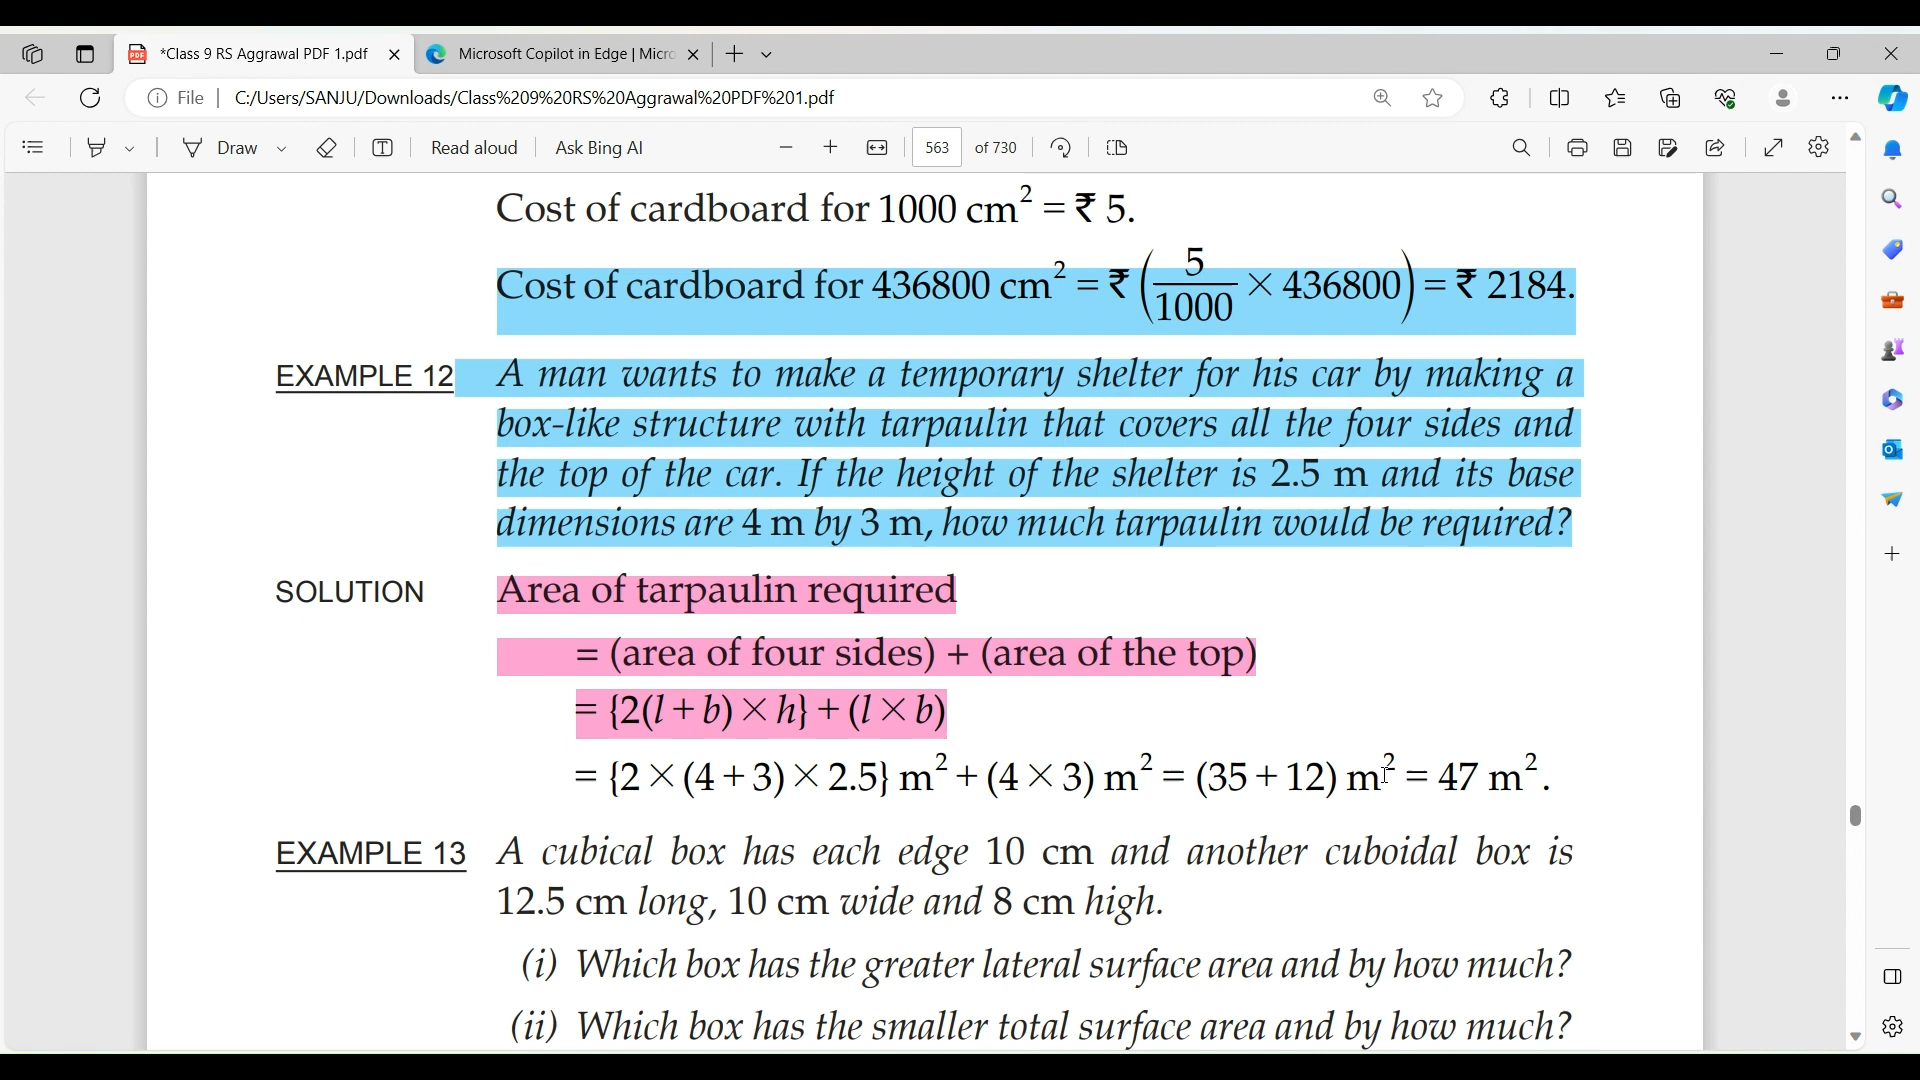 *Class 9 RS Aggrawal PDF 1.pdf
Microsoft Copilot in Edge | Micro
File
C:/Users/SANJU/Downloads/Class%209%20RS%20Aggrawal%20PDF%201.pdf
Draw
Read aloud
Ask Bing AI
563 of 730
Cost of cardboard for 1000 cm² = ₹ 5.
Cost of cardboard for 436800 cm² = ₹ (5/1000 × 436800) = ₹ 2184.
EXAMPLE 12 A man wants to make a temporary shelter for his car by making a
box-like structure with tarpaulin that covers all the four sides and
the top of the car. If the height of the shelter is 2.5 m and its base
dimensions are 4 m by 3 m, how much tarpaulin would be required?
SOLUTION Area of tarpaulin required
= (area of four sides) + (area of the top)
= {2(l + b) × h} + (l × b)
= {2 × (4 + 3) × 2.5} m² + (4 × 3) m² = (35 + 12) m² = 47 m².
EXAMPLE 13 A cubical box has each edge 10 cm and another cuboidal box is
12.5 cm long, 10 cm wide and 8 cm high.
(i) Which box has the greater lateral surface area and by how much?
(ii) Which box has the smaller total surface area and by how much?